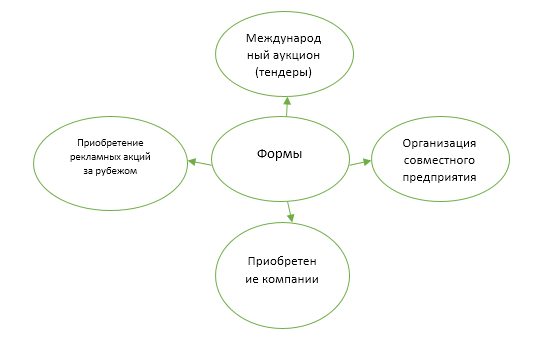 Международ
ный аукцион
(тендеры)
Приобретение
рекламных акций
за рубежом
Формы
Организация
совместного
предприятия
Приобретен
ие компании